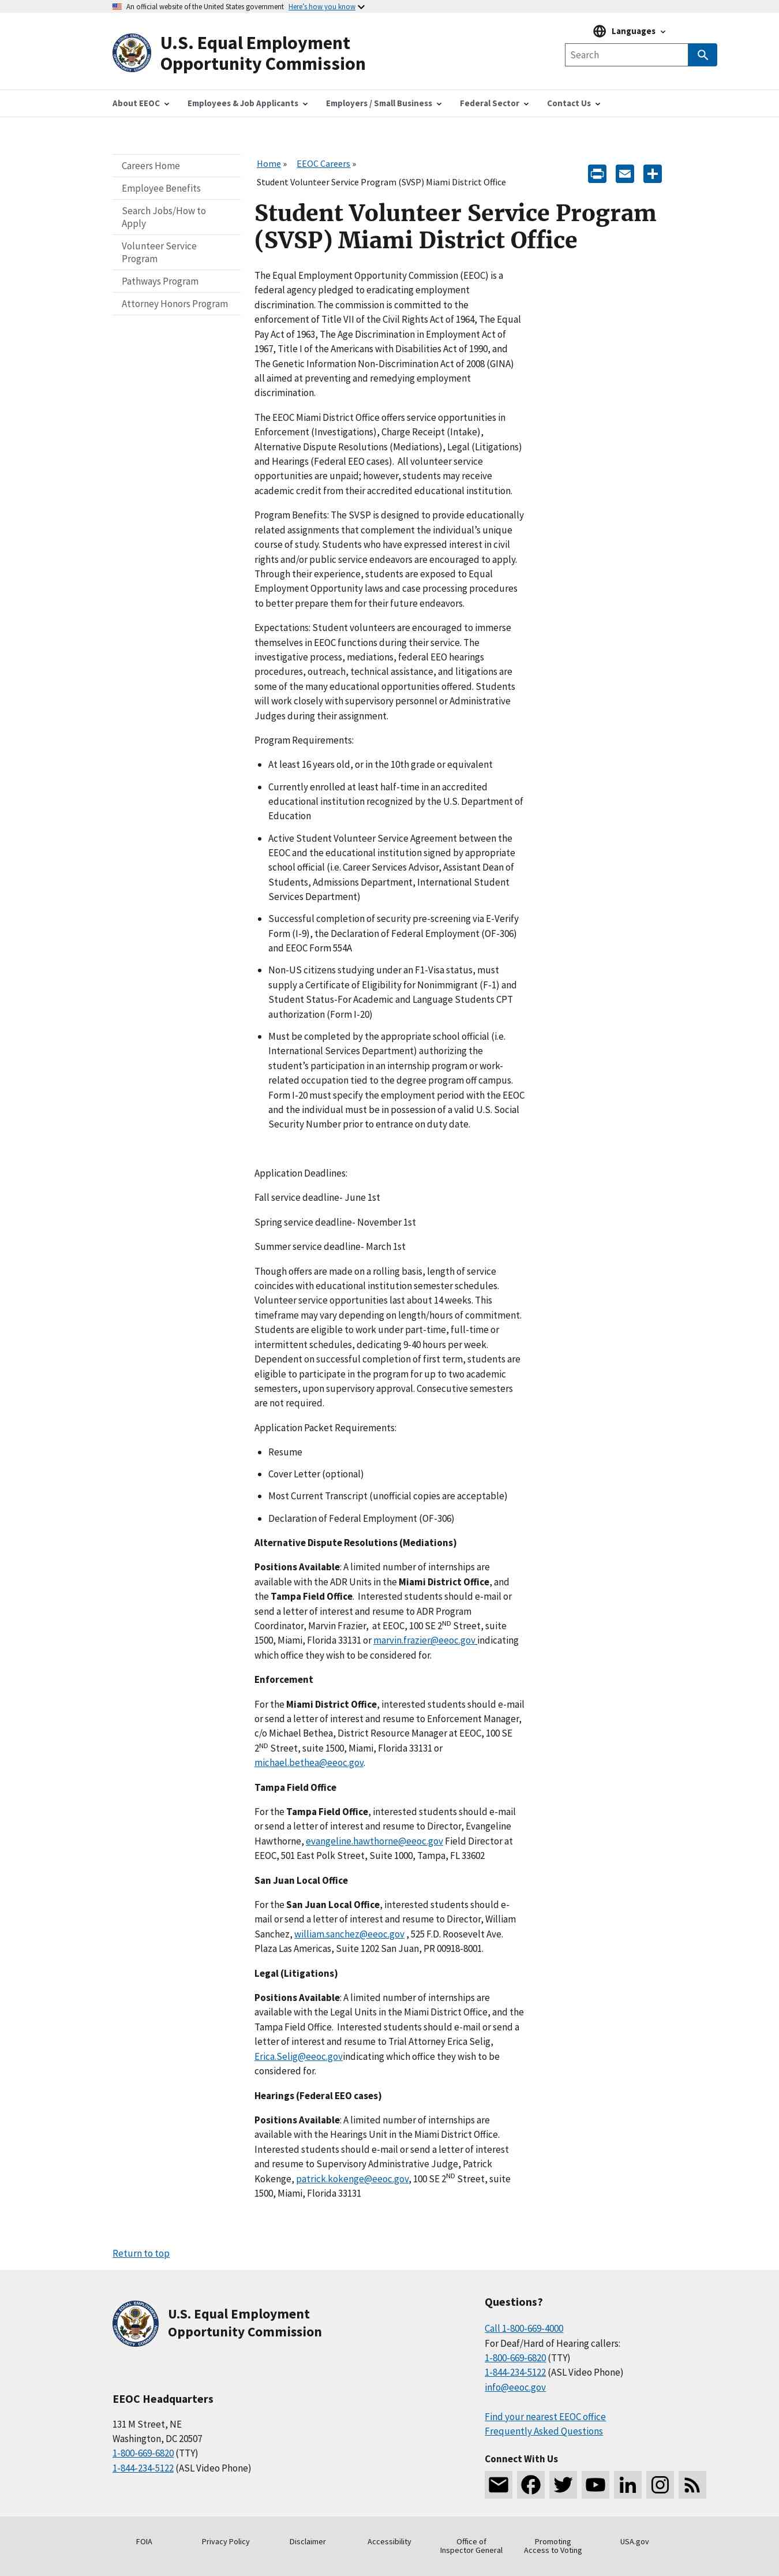 An official website of the United States government Here's how you know
U.S. Equal Employment
Opportunity Commission
Languages
Search
About EEOC
Employees & Job Applicants
Employers / Small Business
Federal Sector
Contact Us
Careers Home
Employee Benefits
Search Jobs/How to
Apply
Volunteer Service
Program
Pathways Program
Attorney Honors Program
Home » EEOC Careers »
Student Volunteer Service Program (SVSP) Miami District Office
Student Volunteer Service Program
(SVSP) Miami District Office
The Equal Employment Opportunity Commission (EEOC) is a
federal agency pledged to eradicating employment
discrimination. The commission is committed to the
enforcement of Title VII of the Civil Rights Act of 1964, The Equal
Pay Act of 1963, The Age Discrimination in Employment Act of
1967, Title I of the Americans with Disabilities Act of 1990, and
The Genetic Information Non-Discrimination Act of 2008 (GINA)
all aimed at preventing and remedying employment
discrimination.
The EEOC Miami District Office offers service opportunities in
Enforcement (Investigations), Charge Receipt (Intake),
Alternative Dispute Resolutions (Mediations), Legal (Litigations)
and Hearings (Federal EEO cases).  All volunteer service
opportunities are unpaid; however, students may receive
academic credit from their accredited educational institution.
Program Benefits: The SVSP is designed to provide educationally
related assignments that complement the individual's unique
course of study. Students who have expressed interest in civil
rights and/or public service endeavors are encouraged to apply.
Through their experience, students are exposed to Equal
Employment Opportunity laws and case processing procedures
to better prepare them for their future endeavors.
Expectations: Student volunteers are encouraged to immerse
themselves in EEOC functions during their service. The
investigative process, mediations, federal EEO hearings
procedures, outreach, technical assistance, and litigations are
some of the many educational opportunities offered. Students
will work closely with supervisory personnel or Administrative
Judges during their assignment.
Program Requirements:
• At least 16 years old, or in the 10th grade or equivalent
• Currently enrolled at least half-time in an accredited
educational institution recognized by the U.S. Department of
Education
• Active Student Volunteer Service Agreement between the
EEOC and the educational institution signed by appropriate
school official (i.e. Career Services Advisor, Assistant Dean of
Students, Admissions Department, International Student
Services Department)
• Successful completion of security pre-screening via E-Verify
Form (I-9), the Declaration of Federal Employment (OF-306)
and EEOC Form 554A
• Non-US citizens studying under an F1-Visa status, must
supply a Certificate of Eligibility for Nonimmigrant (F-1) and
Student Status-For Academic and Language Students CPT
authorization (Form I-20)
• Must be completed by the appropriate school official (i.e.
International Services Department) authorizing the
student's participation in an internship program or work-
related occupation tied to the degree program off campus.
Form I-20 must specify the employment period with the EEOC
and the individual must be in possession of a valid U.S. Social
Security Number prior to entrance on duty date.
Application Deadlines:
Fall service deadline- June 1st
Spring service deadline- November 1st
Summer service deadline- March 1st
Though offers are made on a rolling basis, length of service
coincides with educational institution semester schedules.
Volunteer service opportunities last about 14 weeks. This
timeframe may vary depending on length/hours of commitment.
Students are eligible to work under part-time, full-time or
intermittent schedules, dedicating 9-40 hours per week.
Dependent on successful completion of first term, students are
eligible to participate in the program for up to two academic
semesters, upon supervisory approval. Consecutive semesters
are not required.
Application Packet Requirements:
• Resume
• Cover Letter (optional)
• Most Current Transcript (unofficial copies are acceptable)
• Declaration of Federal Employment (OF-306)
Alternative Dispute Resolutions (Mediations)
Positions Available: A limited number of internships are
available with the ADR Units in the Miami District Office, and
the Tampa Field Office.  Interested students should e-mail or
send a letter of interest and resume to ADR Program
Coordinator, Marvin Frazier,  at EEOC, 100 SE 2ND Street, suite
1500, Miami, Florida 33131 or marvin.frazier@eeoc.gov indicating
which office they wish to be considered for.
Enforcement
For the Miami District Office, interested students should e-mail
or send a letter of interest and resume to Enforcement Manager,
c/o Michael Bethea, District Resource Manager at EEOC, 100 SE
2ND Street, suite 1500, Miami, Florida 33131 or
michael.bethea@eeoc.gov.
Tampa Field Office
For the Tampa Field Office, interested students should e-mail
or send a letter of interest and resume to Director, Evangeline
Hawthorne, evangeline.hawthorne@eeoc.gov Field Director at
EEOC, 501 East Polk Street, Suite 1000, Tampa, FL 33602
San Juan Local Office
For the San Juan Local Office, interested students should e-
mail or send a letter of interest and resume to Director, William
Sanchez, william.sanchez@eeoc.gov , 525 F.D. Roosevelt Ave.
Plaza Las Americas, Suite 1202 San Juan, PR 00918-8001.
Legal (Litigations)
Positions Available: A limited number of internships are
available with the Legal Units in the Miami District Office, and the
Tampa Field Office.  Interested students should e-mail or send a
letter of interest and resume to Trial Attorney Erica Selig,
Erica.Selig@eeoc.govindicating which office they wish to be
considered for.
Hearings (Federal EEO cases)
Positions Available: A limited number of internships are
available with the Hearings Unit in the Miami District Office.
Interested students should e-mail or send a letter of interest
and resume to Supervisory Administrative Judge, Patrick
Kokenge, patrick.kokenge@eeoc.gov, 100 SE 2ND Street, suite
1500, Miami, Florida 33131
Return to top
U.S. Equal Employment
Opportunity Commission
EEOC Headquarters
131 M Street, NE
Washington, DC 20507
1-800-669-6820 (TTY)
1-844-234-5122 (ASL Video Phone)
Questions?
Call 1-800-669-4000
For Deaf/Hard of Hearing callers:
1-800-669-6820 (TTY)
1-844-234-5122 (ASL Video Phone)
info@eeoc.gov
Find your nearest EEOC office
Frequently Asked Questions
Connect With Us
FOIA
Privacy Policy
Disclaimer
Accessibility
Office of
Inspector General
Promoting
Access to Voting
USA.gov